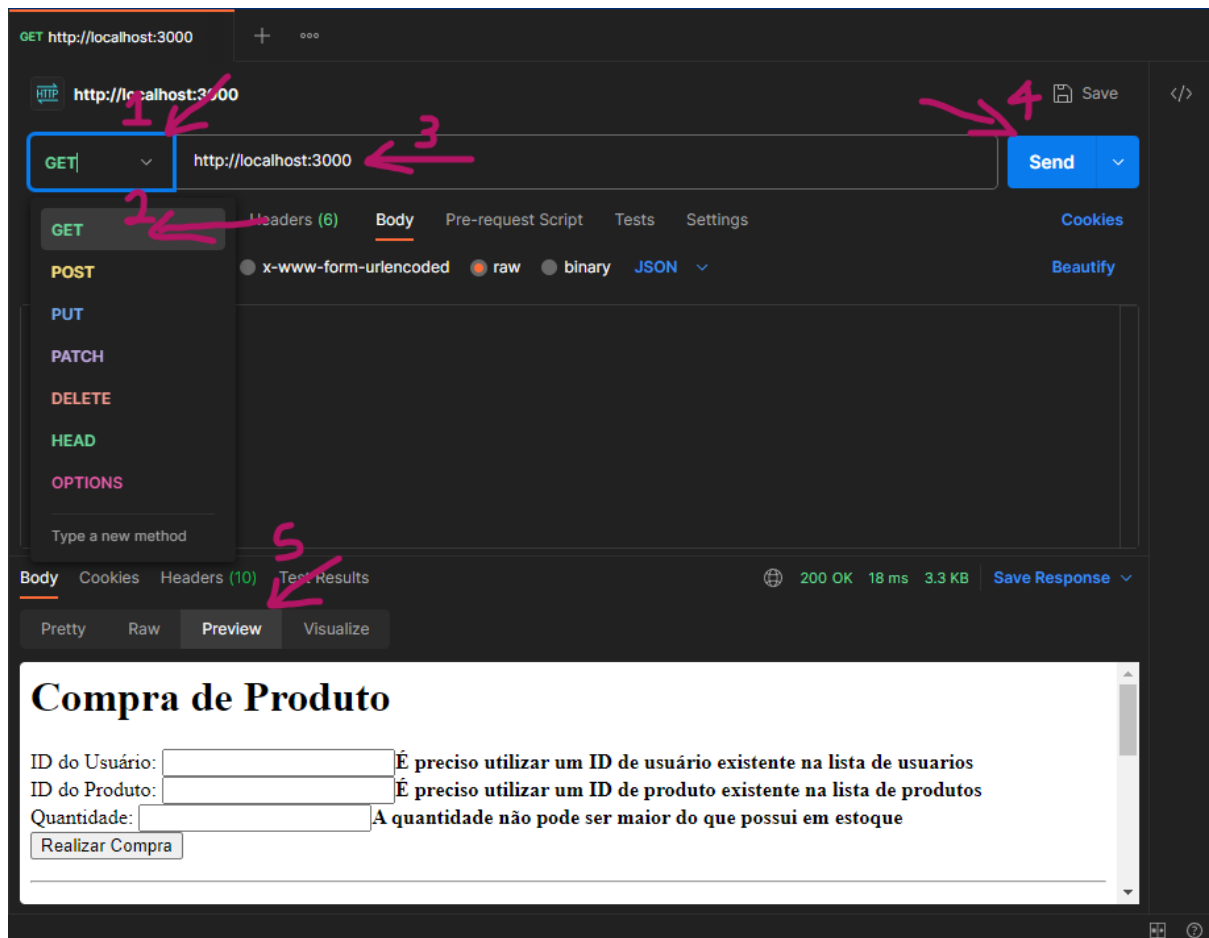 GET http://localhost:3000
HTTP http://localhost:3000 Save
1 4
GET http://localhost:3000 3 Send
2
GET Headers (6) Body Pre-request Script Tests Settings Cookies
POST x-www-form-urlencoded raw binary JSON Beautify
PUT
PATCH
DELETE
HEAD
OPTIONS
Type a new method
5
Body Cookies Headers (10) Test Results 200 OK 18 ms 3.3 KB Save Response
Pretty Raw Preview Visualize
Compra de Produto
ID do Usuário: É preciso utilizar um ID de usuário existente na lista de usuarios
ID do Produto: É preciso utilizar um ID de produto existente na lista de produtos
Quantidade: A quantidade não pode ser maior do que possui em estoque
Realizar Compra